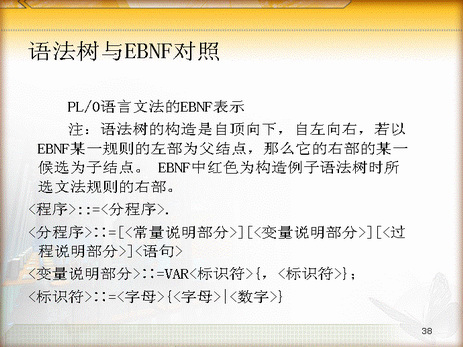 语法树与EBNF对照
PL/0语言文法的EBNF表示
注：语法树的构造是自顶向下，自左向右，若以
EBNF某一规则的左部为父结点，那么它的右部的某一
候选为子结点。 EBNF中红色为构造例子语法树时所
选文法规则的右部。
<程序>::=<分程序>.
<分程序>::=[<常量说明部分>][<变量说明部分>][<过
程说明部分>]<语句>
<变量说明部分>::=VAR<标识符>{，<标识符>};
<标识符>::=<字母>{<字母>|<数字>}
38